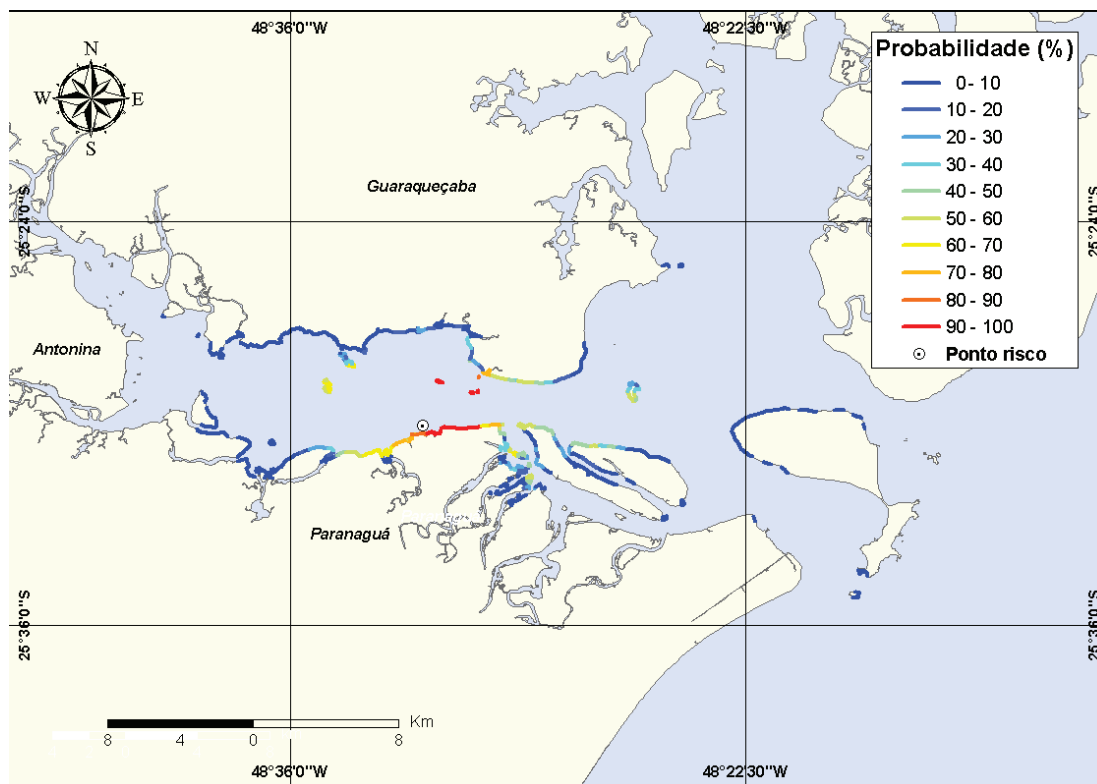 48°36'0"W
48°22'30"W
N
W
E
S
Probabilidade (%)
0 - 10
10 - 20
20 - 30
30 - 40
40 - 50
50 - 60
60 - 70
70 - 80
80 - 90
90 - 100
Ponto risco
Guaraqueçaba
25°24'0"S
25°24'0"S
Antonina
Paranaguá
25°36'0"S
25°36'0"S
Km
8
4
0
8
48°36'0"W
48°22'30"W